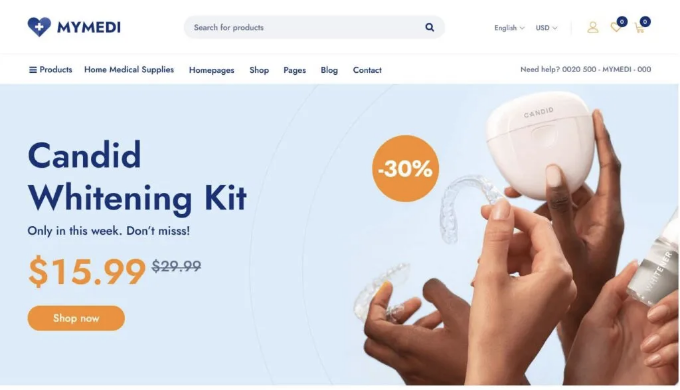 MYMEDI
Search for products
English
USD
0
0
Products
Home Medical Supplies
Homepages
Shop
Pages
Blog
Contact
Need help? 0020 500 - MYMEDI - 000
Candid
Whitening Kit
Only in this week. Don't misss!
$15.99 $29.99
Shop now
-30%
CANDID
WHITENER